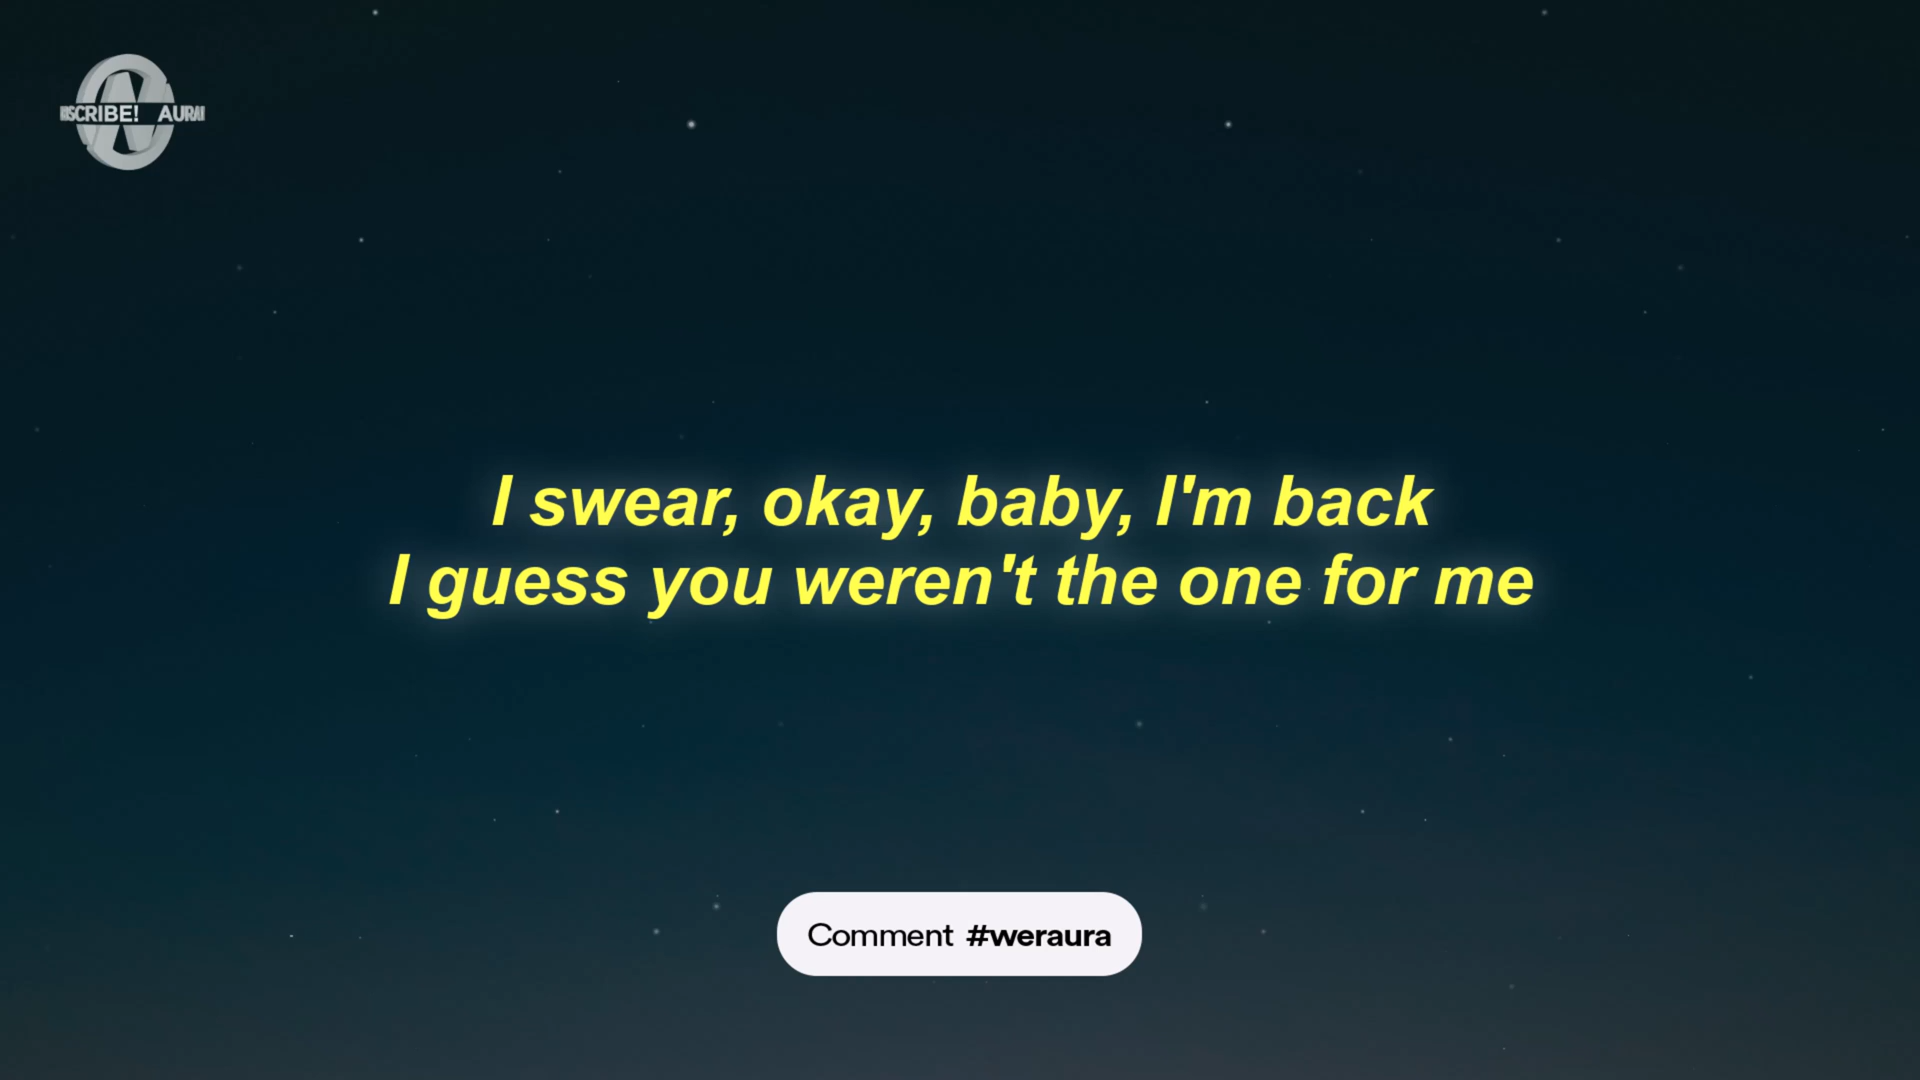 SCRIBE! AURA
I swear, okay, baby, I'm back
I guess you weren't the one for me
Comment #weraura